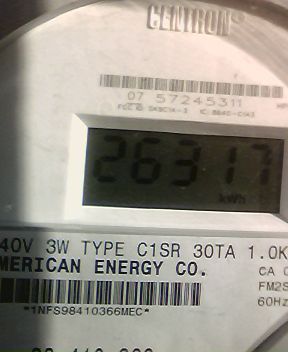 CENTRON®
07 57245311
26317
kWh
40V 3W TYPE C1SR 30TA 1.0K
MERICAN ENERGY CO.
CA 0
FM2S
60Hz
*1NFS98410366MEC*